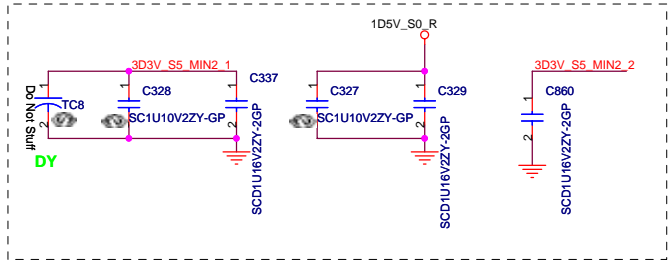 1D5V_S0_R
3D3V_S5_MIN2_1
3D3V_S5_MIN2_2
1
TC8
2
Do Not Stuff
DY
1
C328
2
SC1U10V2ZY-GP
1
C337
2
SCD1U16V2ZY-2GP
1
C327
2
SC1U10V2ZY-GP
1
C329
2
SCD1U16V2ZY-2GP
1
C860
2
SCD1U16V2ZY-2GP